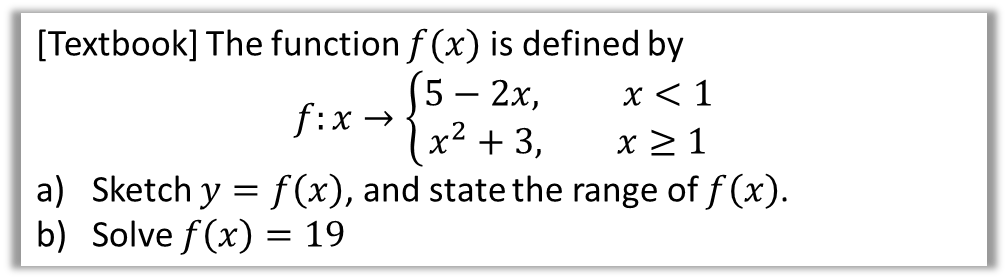 [Textbook] The function f(x) is defined by
f: x → {5 − 2x, x < 1
x² + 3, x ≥ 1
a) Sketch y = f(x), and state the range of f(x).
b) Solve f(x) = 19